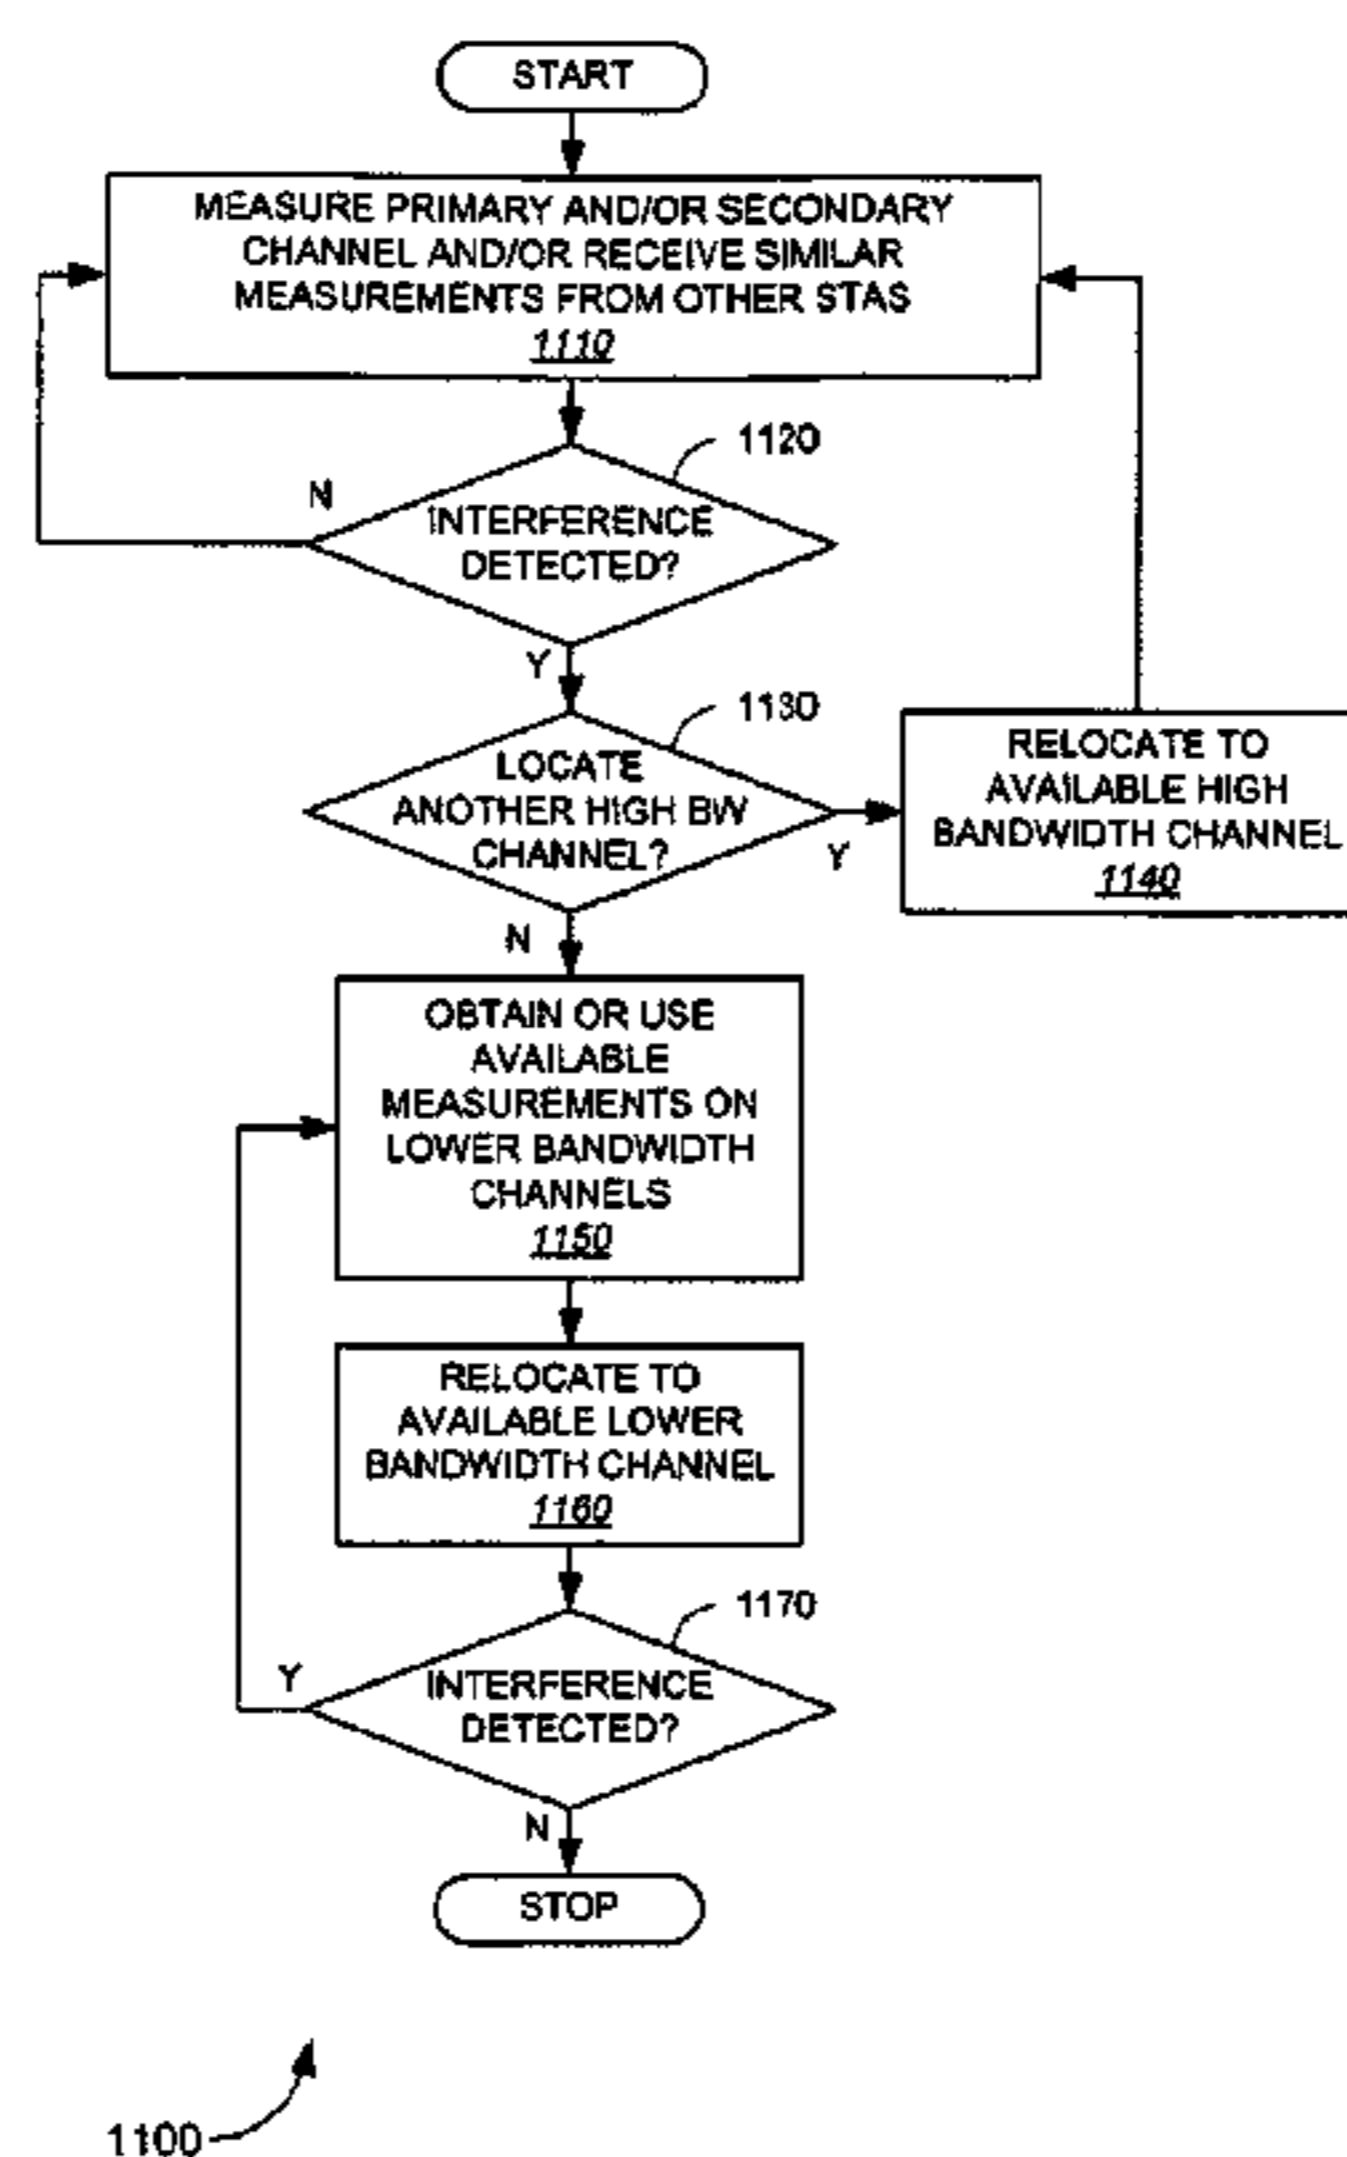 START
MEASURE PRIMARY AND/OR SECONDARY
CHANNEL AND/OR RECEIVE SIMILAR
MEASUREMENTS FROM OTHER STAS
1110
1120
N
INTERFERENCE
DETECTED?
Y
1130
LOCATE
ANOTHER HIGH BW
CHANNEL?
Y
RELOCATE TO
AVAILABLE HIGH
BANDWIDTH CHANNEL
1140
N
OBTAIN OR USE
AVAILABLE
MEASUREMENTS ON
LOWER BANDWIDTH
CHANNELS
1150
RELOCATE TO
AVAILABLE LOWER
BANDWIDTH CHANNEL
1160
1170
Y
INTERFERENCE
DETECTED?
N
STOP
1100